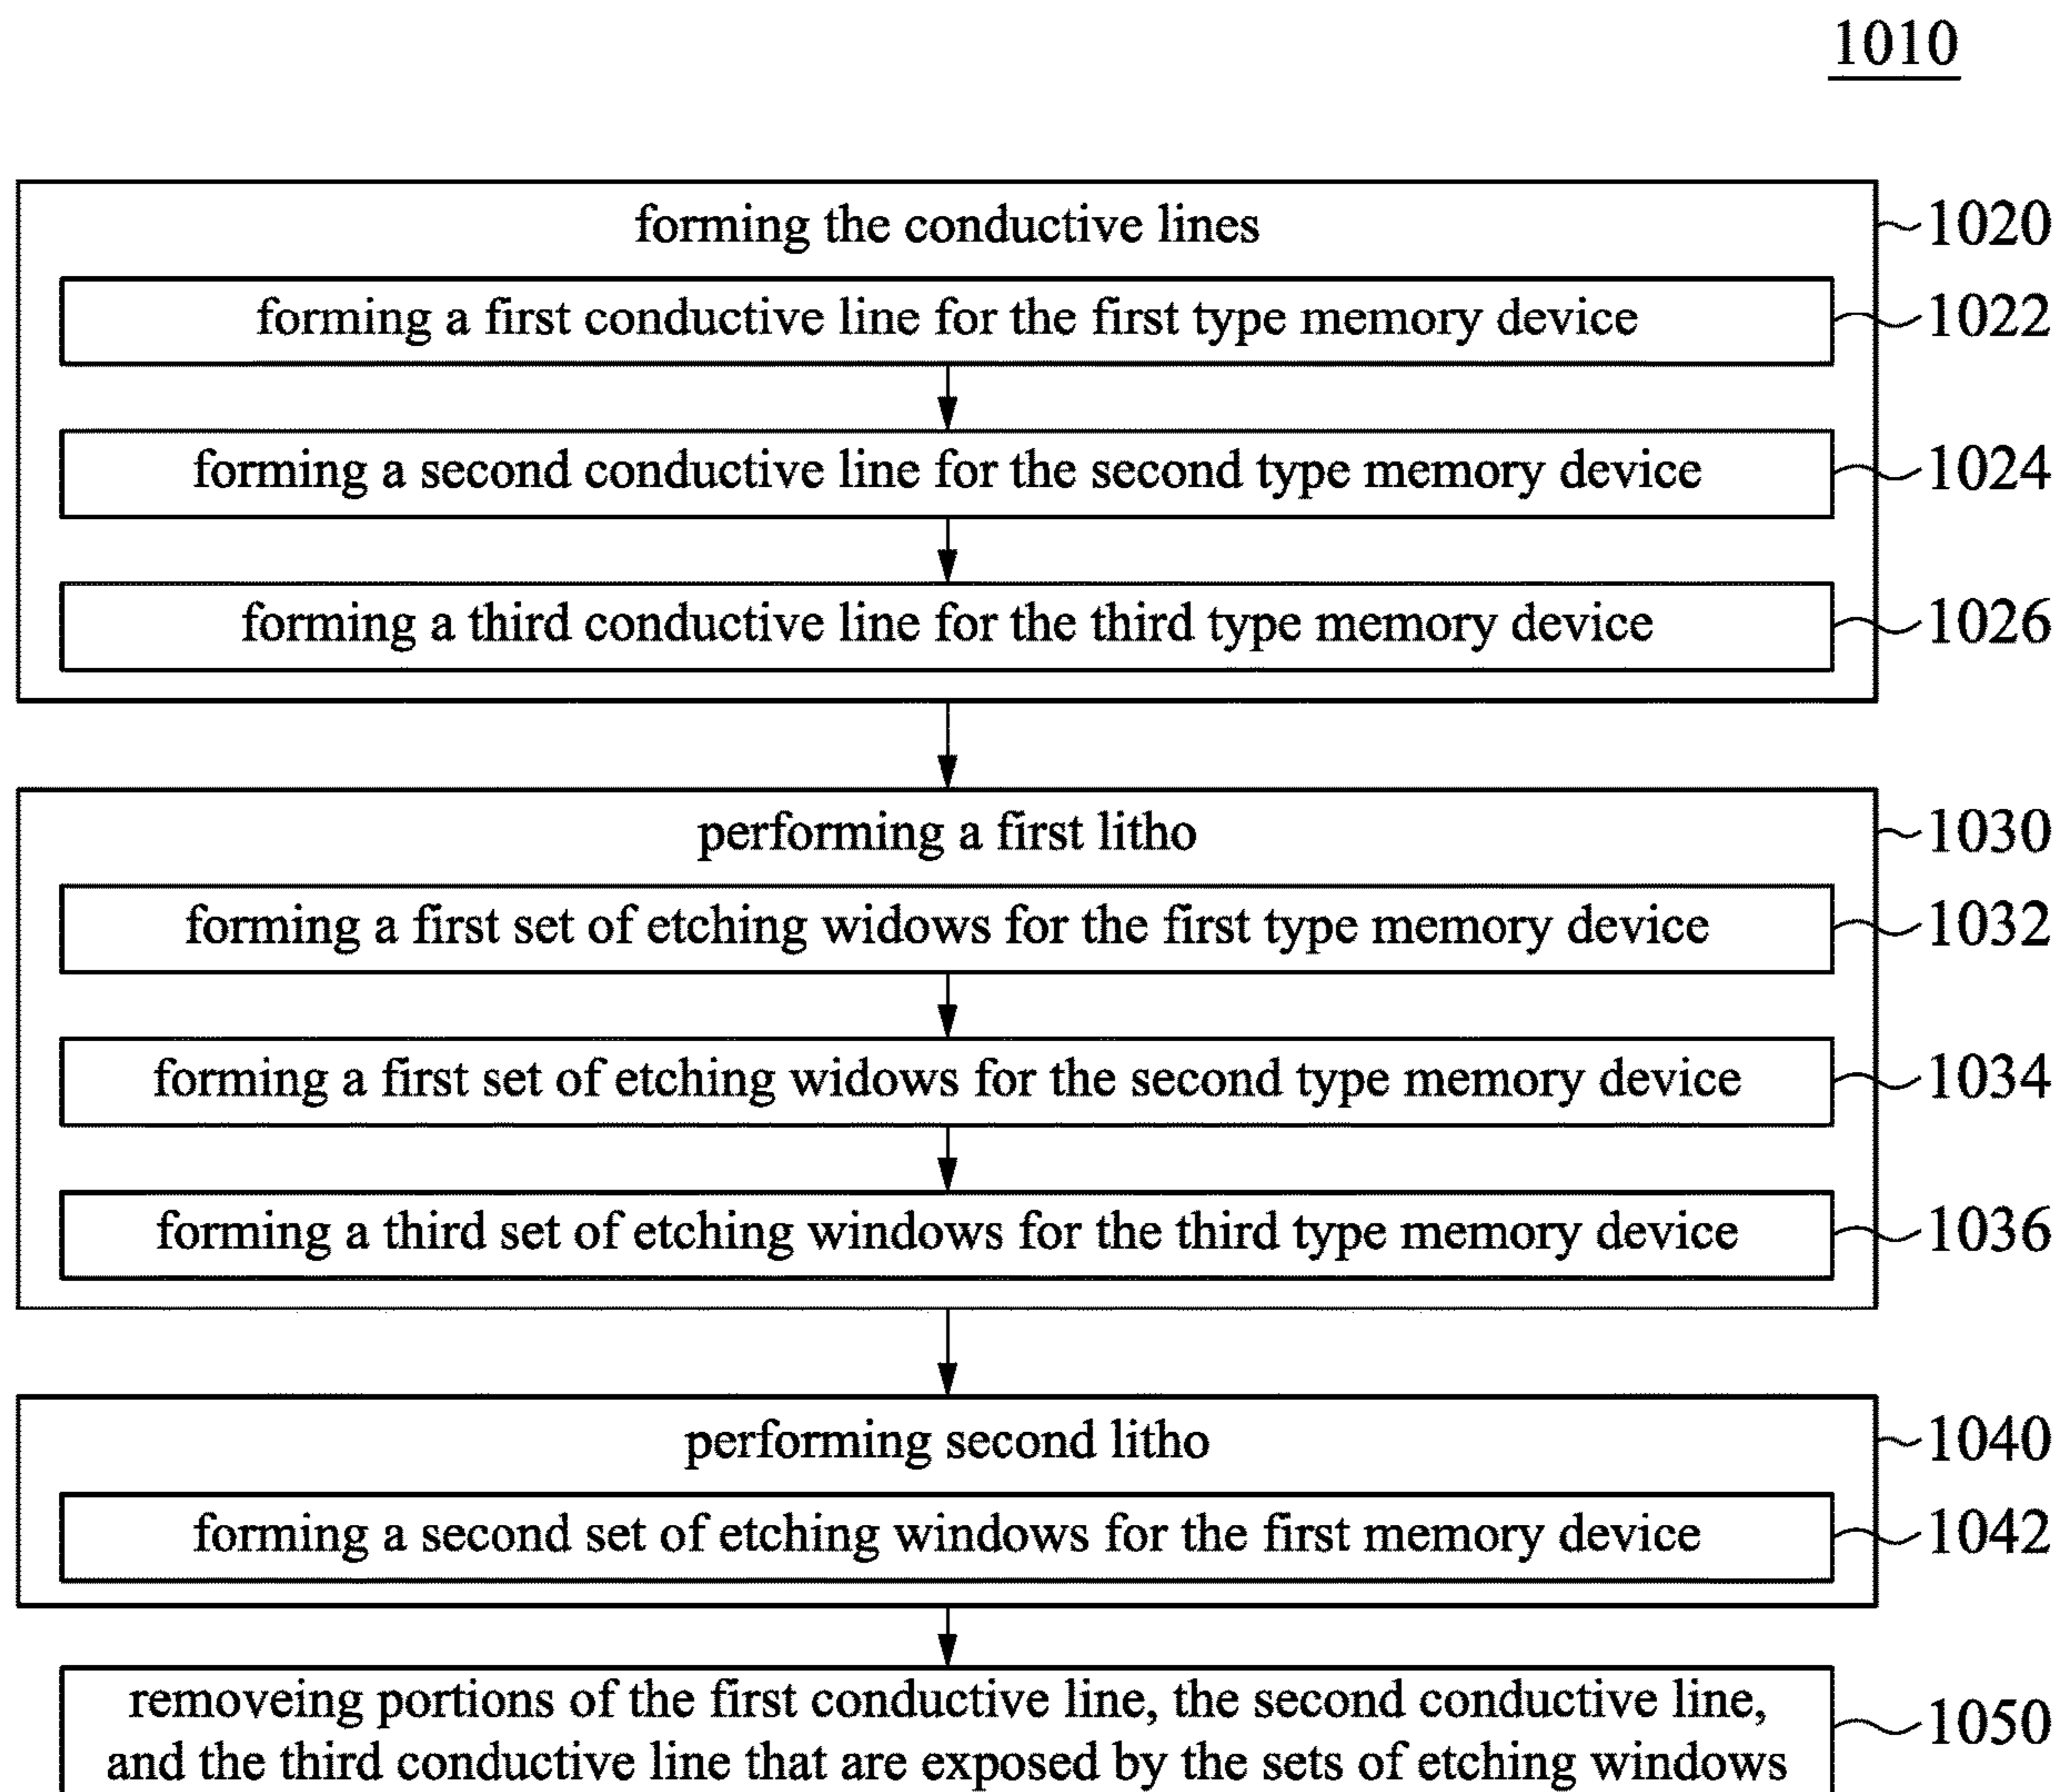 1010
forming the conductive lines
1020
forming a first conductive line for the first type memory device
1022
forming a second conductive line for the second type memory device
1024
forming a third conductive line for the third type memory device
1026
performing a first litho
1030
forming a first set of etching widows for the first type memory device
1032
forming a first set of etching widows for the second type memory device
1034
forming a third set of etching windows for the third type memory device
1036
performing second litho
1040
forming a second set of etching windows for the first memory device
1042
removeing portions of the first conductive line, the second conductive line,
and the third conductive line that are exposed by the sets of etching windows
1050